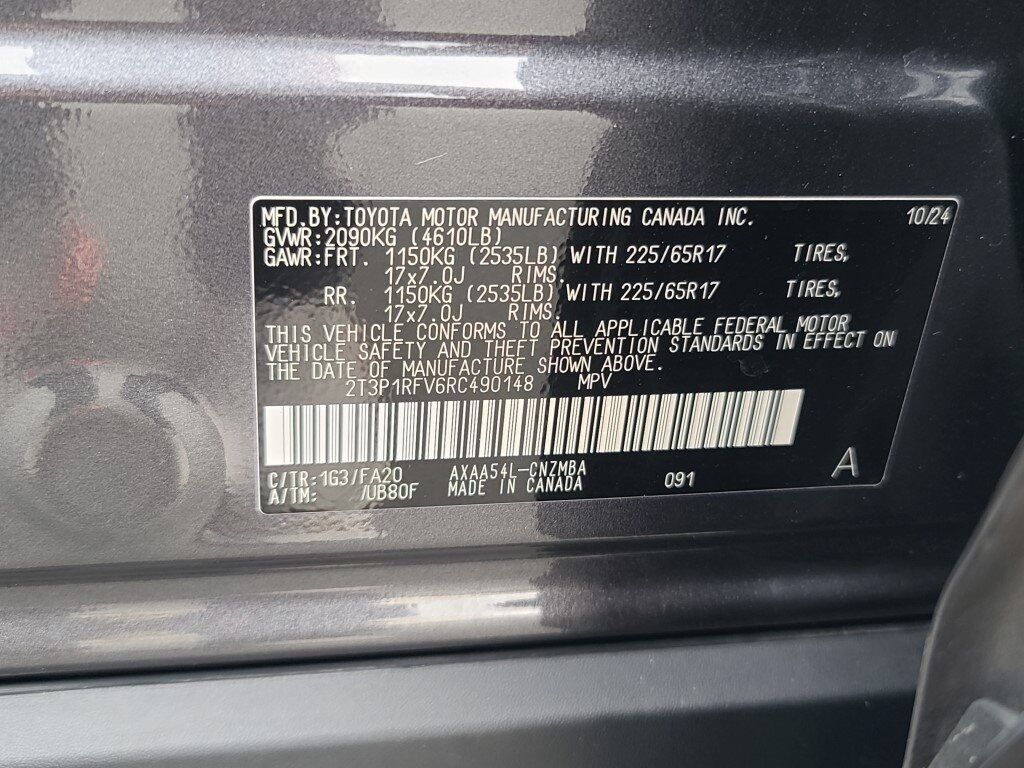 MFD.BY:TOYOTA MOTOR MANUFACTURING CANADA INC. 10/24
GVWR:2090KG (4610LB)
GAWR:FRT. 1150KG (2535LB) WITH 225/65R17 TIRES,
17x7.0J RIMS.
RR. 1150KG (2535LB) WITH 225/65R17 TIRES,
17x7.0J RIMS.
THIS VEHICLE CONFORMS TO ALL APPLICABLE FEDERAL MOTOR
VEHICLE SAFETY AND THEFT PREVENTION STANDARDS IN EFFECT ON
THE DATE OF MANUFACTURE SHOWN ABOVE.
2T3P1RFV6RC490148 MPV
C/TR:1G3/FA20 AXAA54L-CNZMBA A
A/TM: /UB80F MADE IN CANADA 091